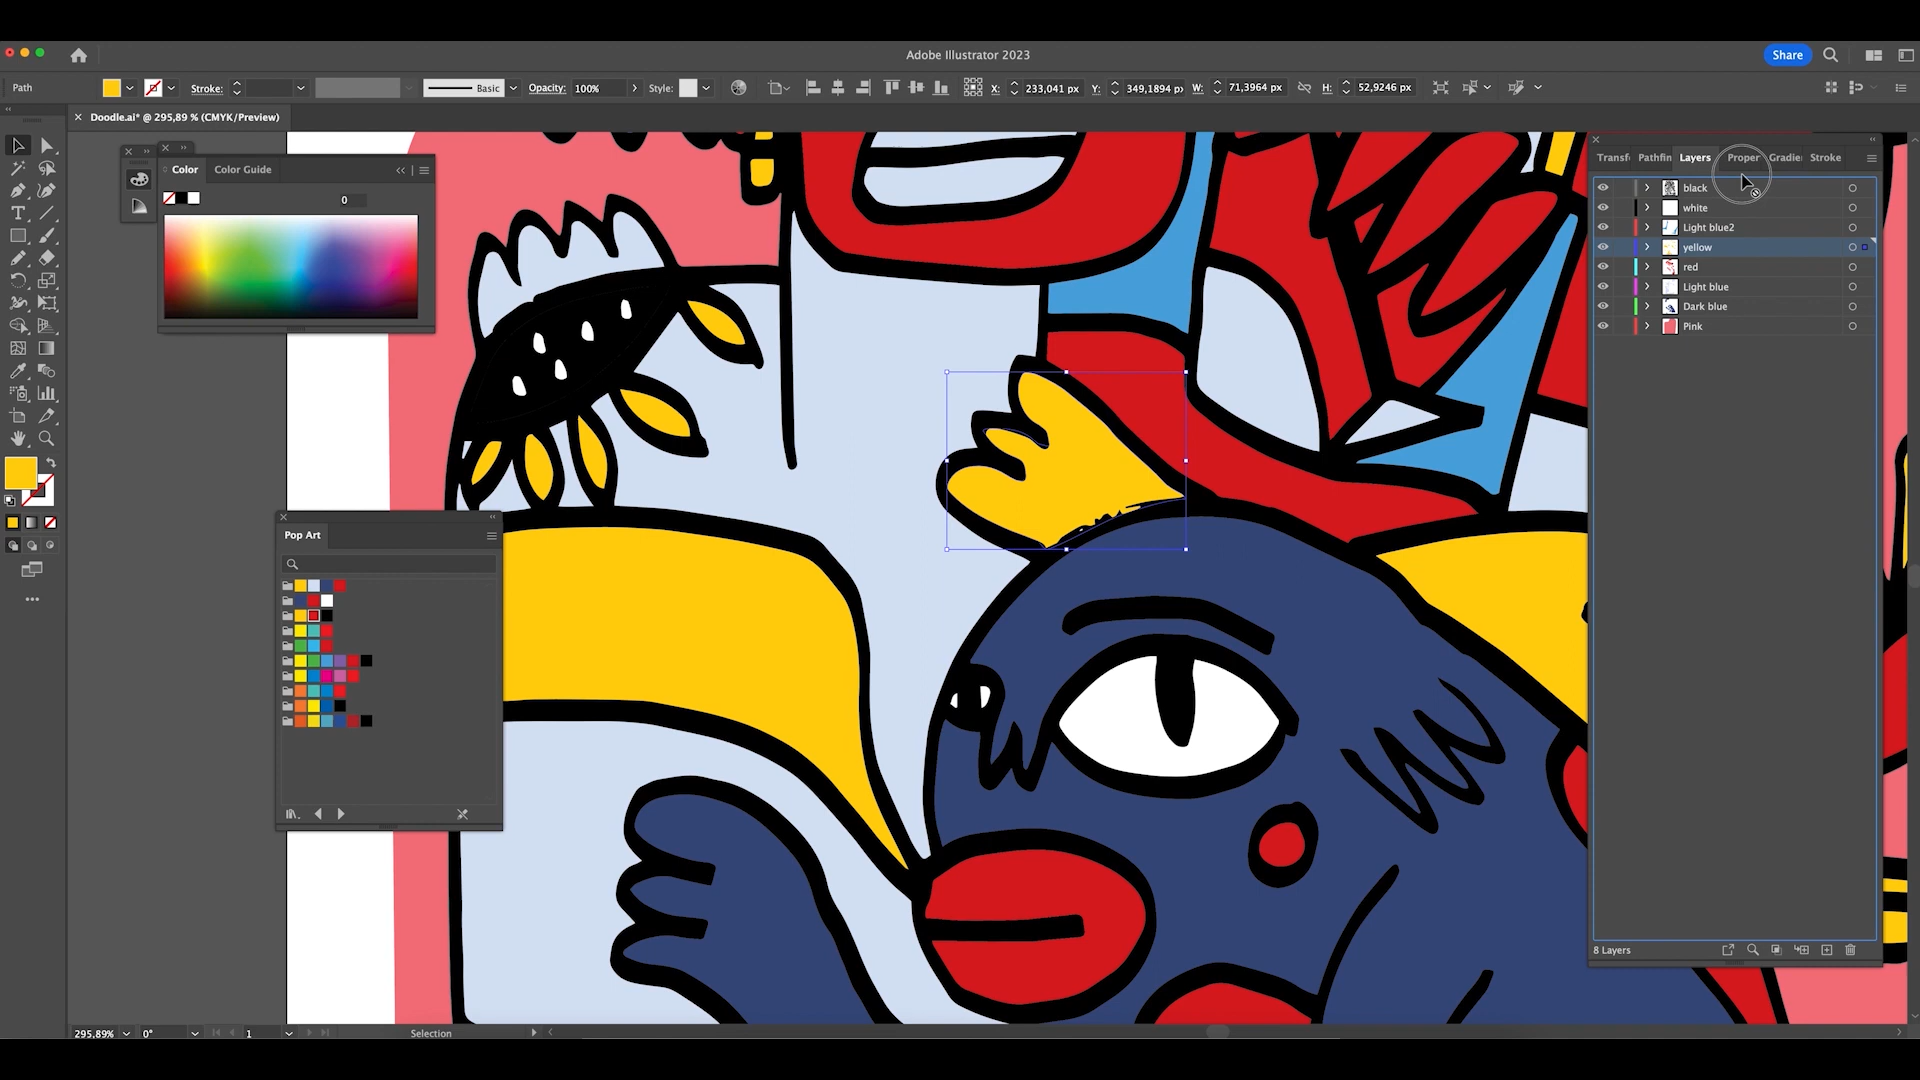 Adobe Illustrator 2023
Share
Path
Stroke:
Basic
Opacity:
100%
Style:
X:
233,041 px
Y:
349,1894 px
W:
71,3964 px
H:
52,9246 px
Doodle.ai* @ 295,89 % (CMYK/Preview)
Color
Color Guide
0
Transf
Pathfin
Layers
Proper
Gradie
Stroke
black
white
Light blue2
yellow
red
Light blue
Dark blue
Pink
Pop Art
8 Layers
295,89%
0°
1
Selection